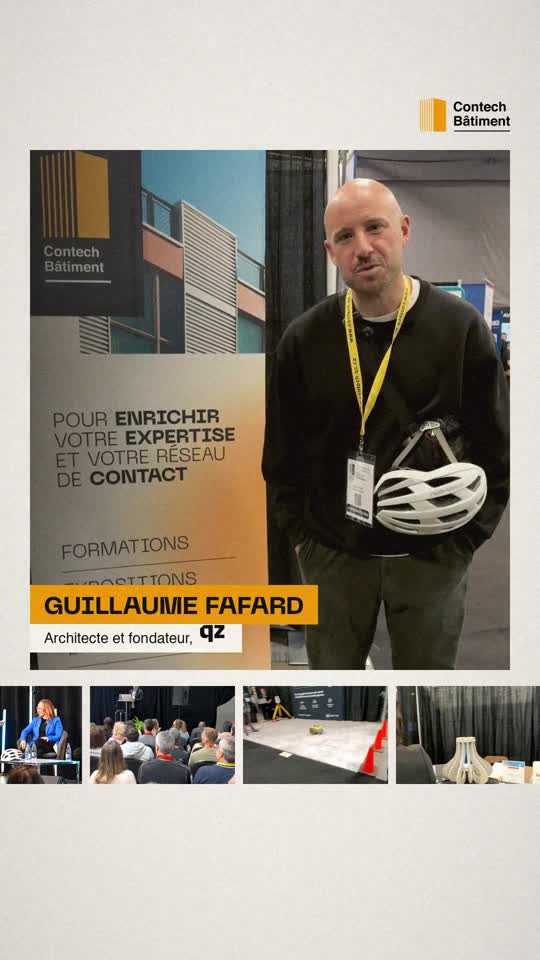 Contech
Bâtiment
Contech
Bâtiment
POUR ENRICHIR
VOTRE EXPERTISE
ET VOTRE RÉSEAU
DE CONTACT
FORMATIONS
EXPOSITIONS
GUILLAUME FAFARD
Architecte et fondateur, qz